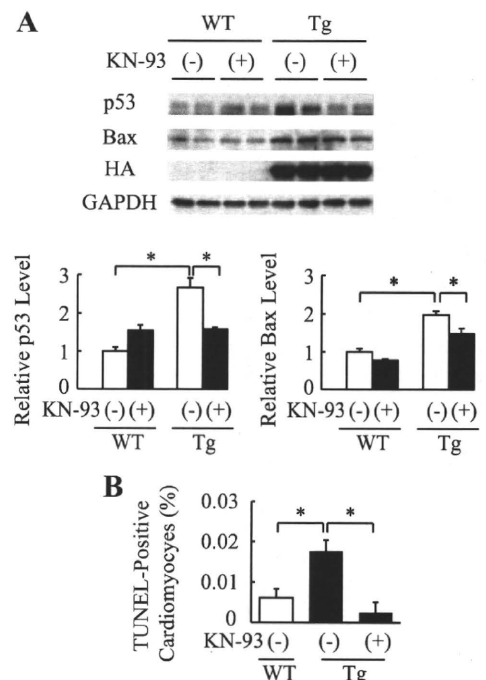 A
WT Tg
KN-93 (-) (+) (-) (+)
p53
Bax
HA
GAPDH
Relative p53 Level
3
2
1
0
* *
KN-93 (-) (+) (-) (+)
WT Tg
Relative Bax Level
3
2
1
0
* *
KN-93 (-) (+) (-) (+)
WT Tg
B
TUNEL-Positive
Cardiomyocyes (%)
0.03
0.02
0.01
0
* *
KN-93 (-) (-) (+)
WT Tg